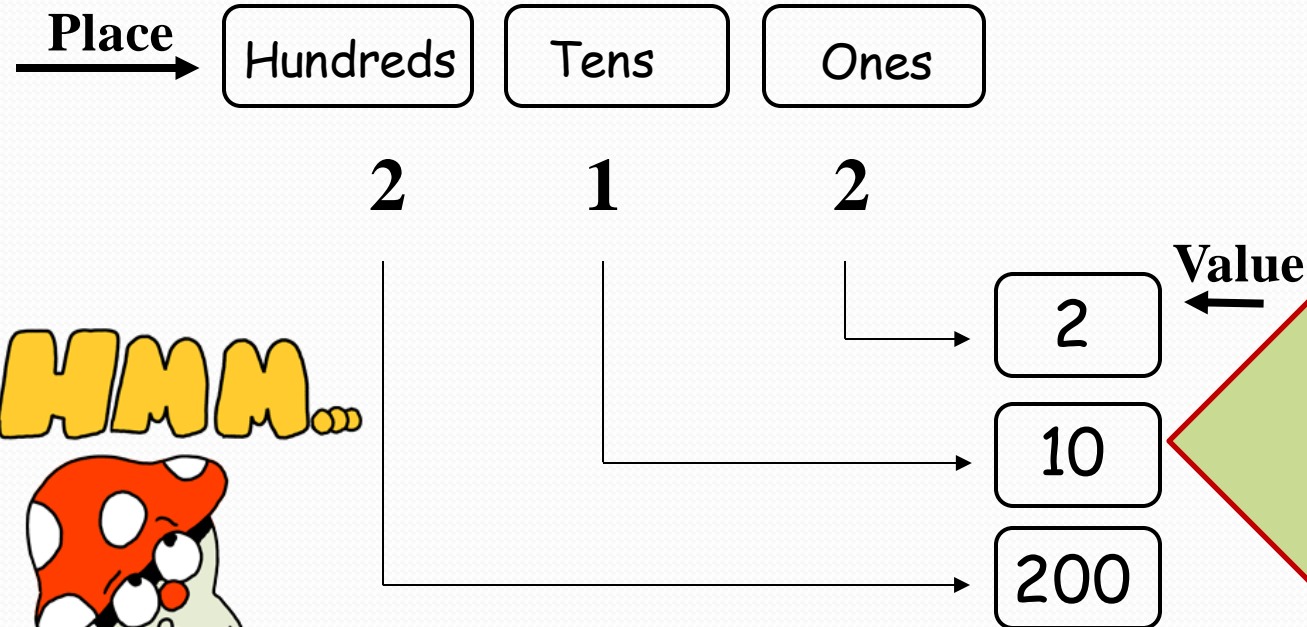 Place
Hundreds Tens Ones
2 1 2
Value
2
HMM...
10
200